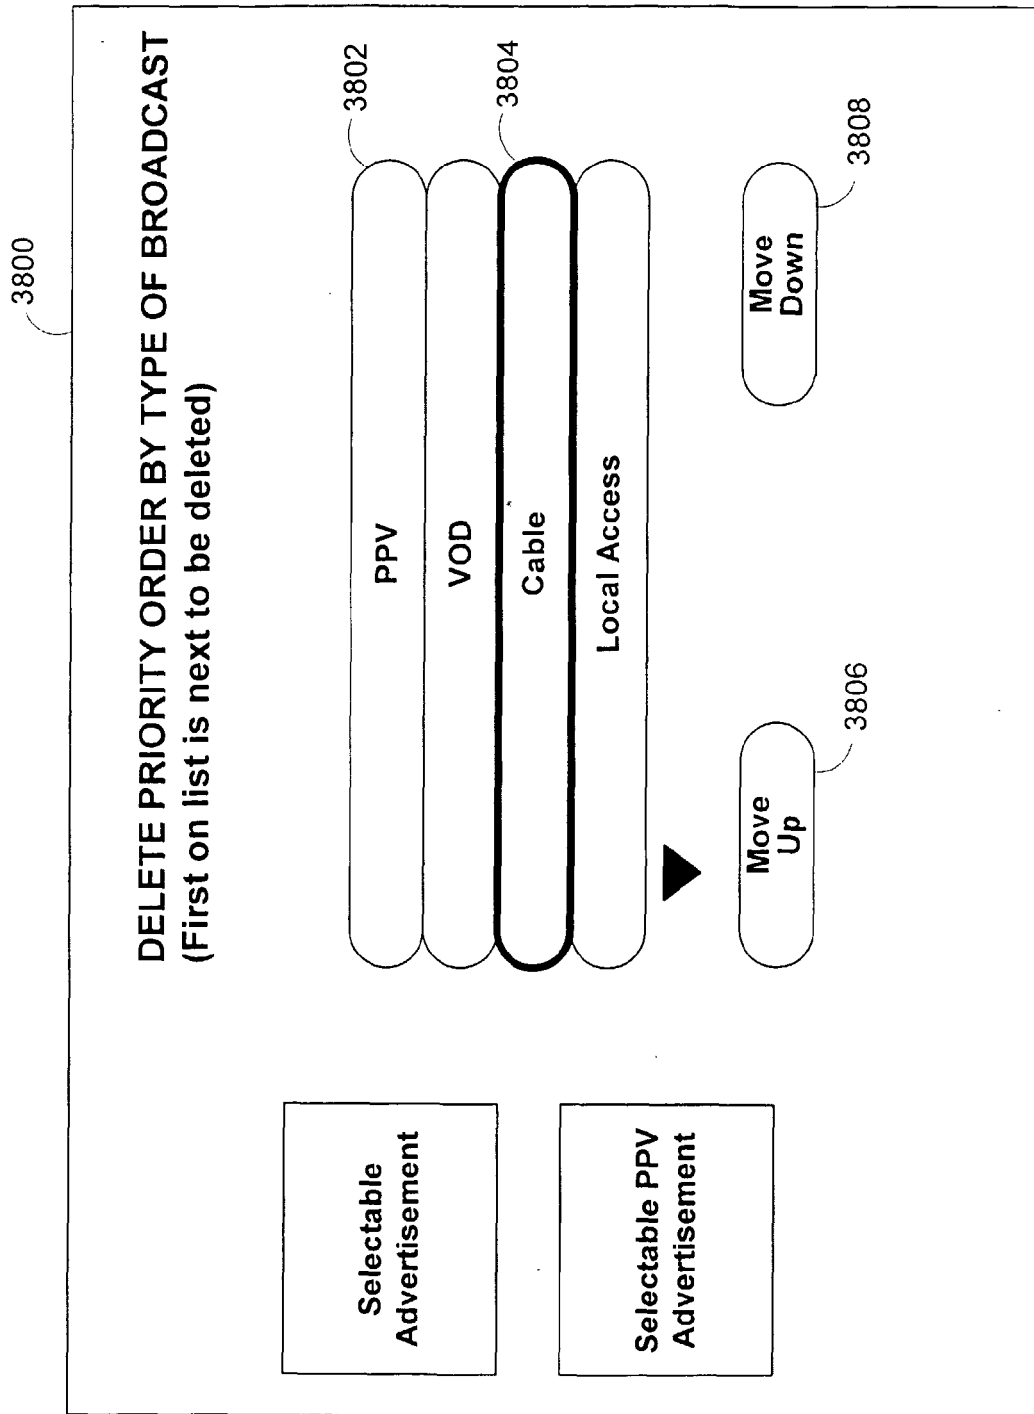 3800
DELETE PRIORITY ORDER BY TYPE OF BROADCAST
(First on list is next to be deleted)
Selectable
Advertisement
Selectable PPV
Advertisement
PPV
3802
VOD
Cable
3804
Local Access
Move
Up
3806
Move
Down
3808